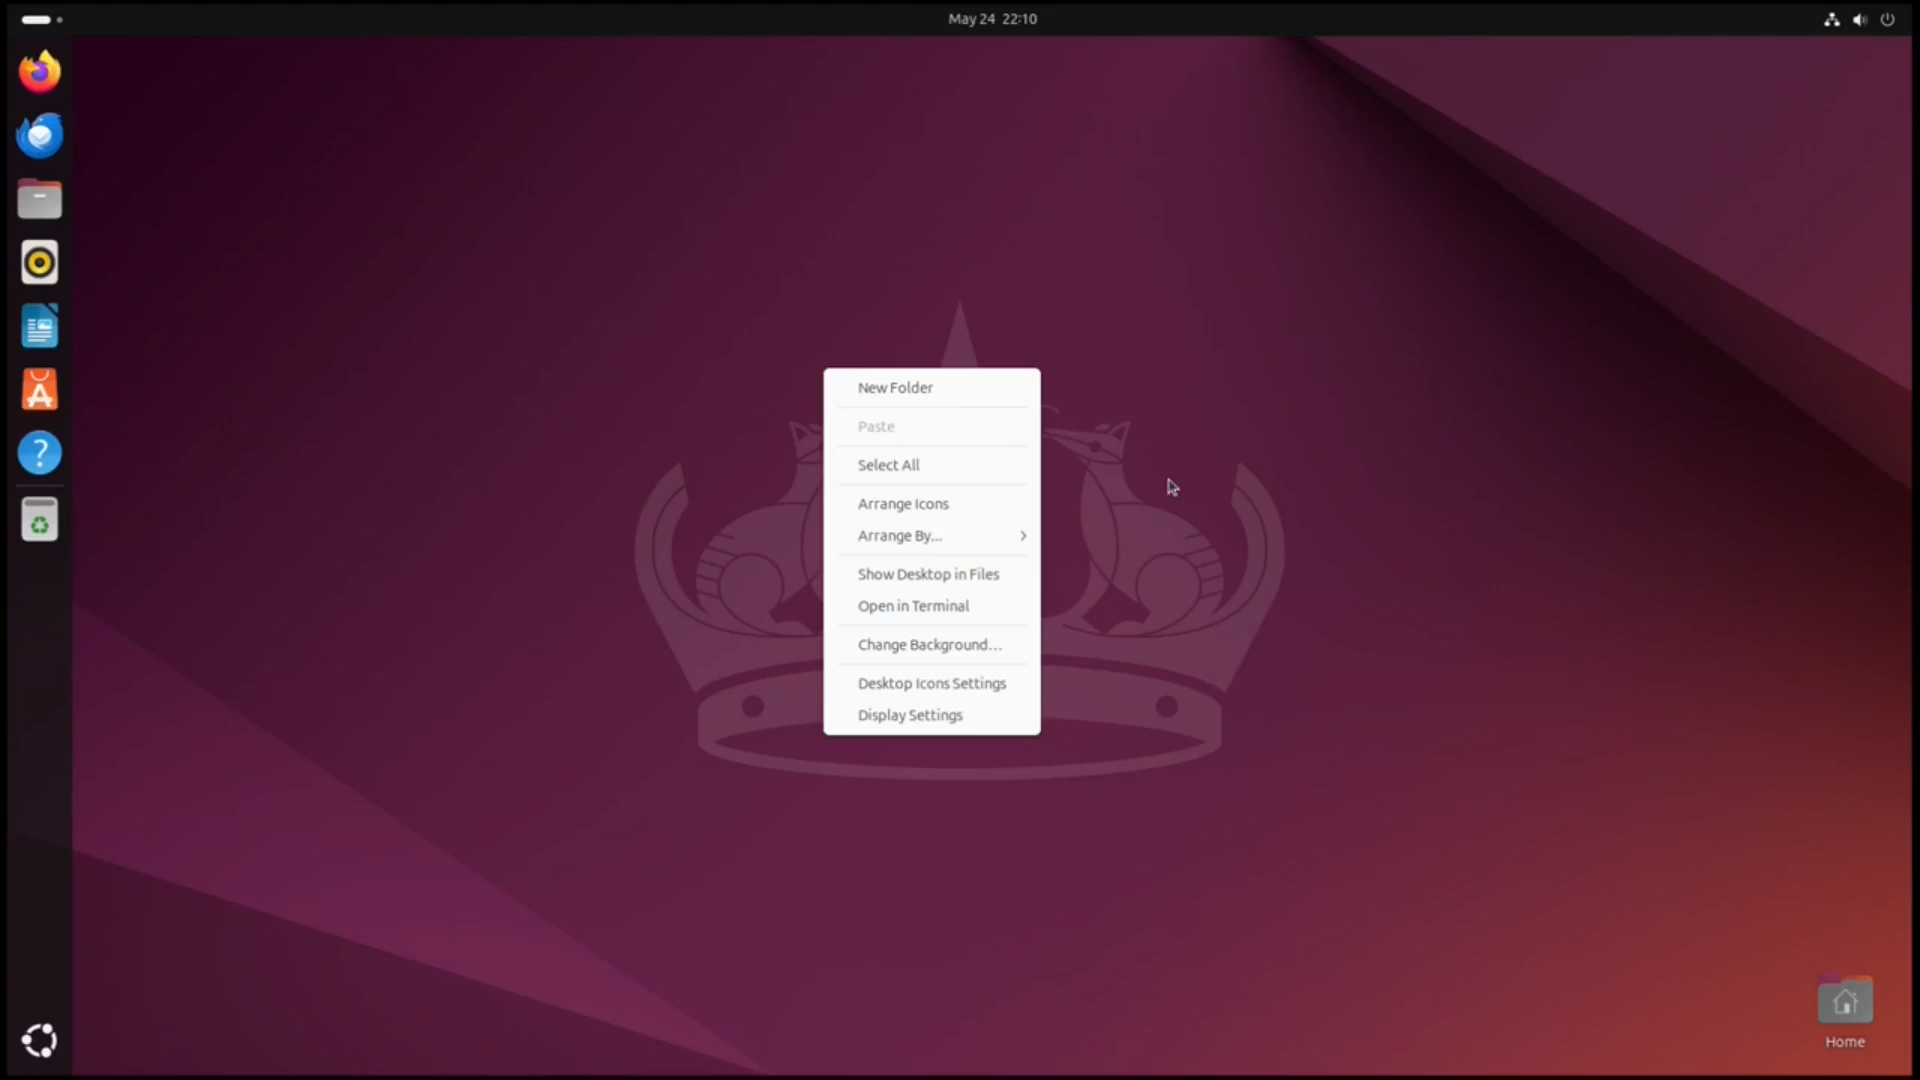 May 24 22:10
New Folder
Paste
Select All
Arrange Icons
Arrange By...
Show Desktop in Files
Open in Terminal
Change Background…
Desktop Icons Settings
Display Settings
Home